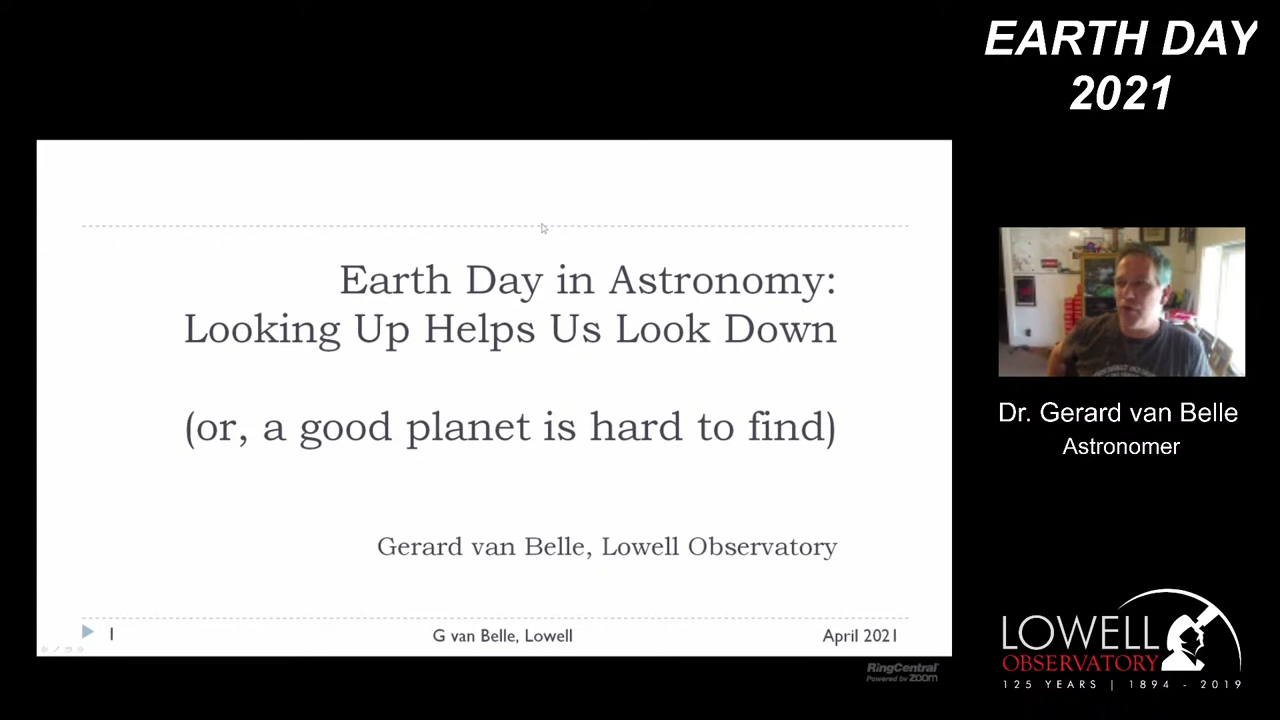 EARTH DAY
2021
Earth Day in Astronomy:
Looking Up Helps Us Look Down
(or, a good planet is hard to find)
Gerard van Belle, Lowell Observatory
1
G van Belle, Lowell
April 2021
RingCentral
Powered by zoom
Dr. Gerard van Belle
Astronomer
LOWELL
OBSERVATORY
125 YEARS | 1894 - 2019